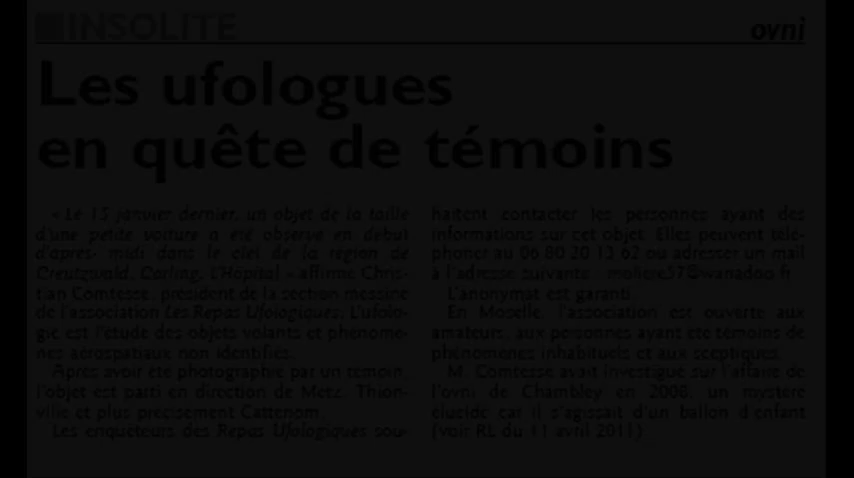 INSOLITE
ovni
Les ufologues
en quête de témoins
« Le 15 janvier dernier, un objet de la taille
d'une petite voiture a été observé en début
d'après- midi dans le ciel de la région de
Creutzwald, Carling, L'Hopital » affirme Chris-
tian Comtesse, président de la section messine
de l'association Les Repas Ufologiques. L'ufolo-
gie est l'étude des objets volants et phénomè-
nes aérospatiaux non identifiés.
Après avoir été photographié par un témoin,
l'objet est parti en direction de Metz, Thion-
ville et plus précisement Cattenom.
Les enquêteurs des Repas Ufologiques sou-
haitent contacter les personnes ayant des
informations sur cet objet. Elles peuvent télé-
phoner au 06 80 20 13 62 ou adresser un mail
à l'adresse suivante : moliere57@wanadoo.fr
L'anonymat est garanti.
En Moselle, l'association est ouverte aux
amateurs, aux personnes ayant été témoins de
phénomènes inhabituels et aux sceptiques.
M. Comtesse avait investigué sur l'affaire de
l'ovni de Chambley en 2008, un mystère
élucidé car il s'agissait d'un ballon d'enfant
(voir RL du 11 avril 2011)